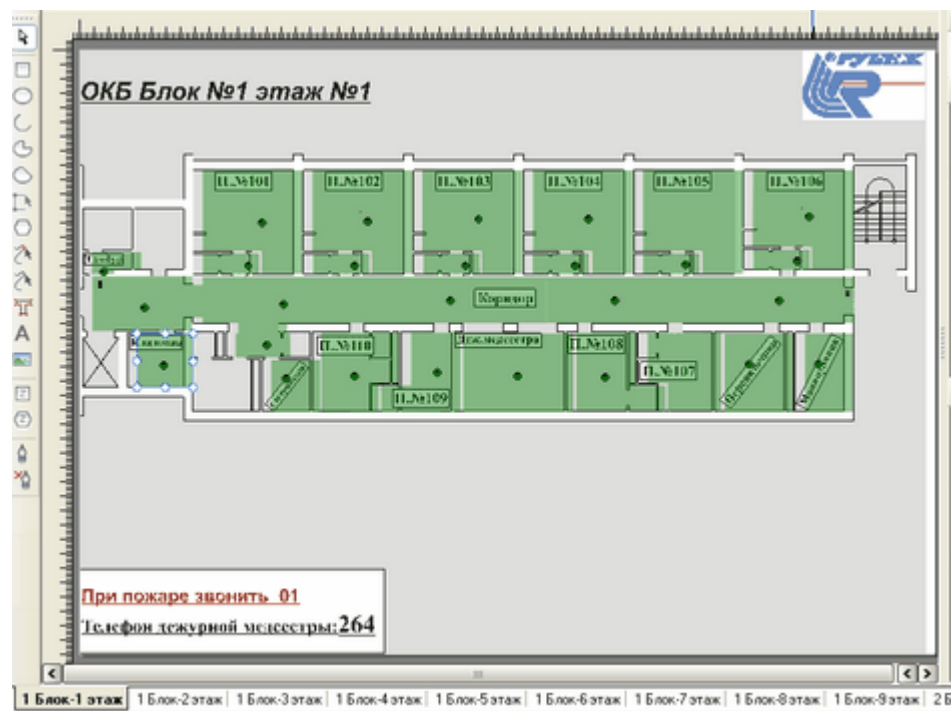 РУБЕЖ
ОКБ Блок №1 этаж №1
П.№101
П.№102
П.№103
П.№104
П.№105
П.№106
Коридор
П.№110
Деж.медсестра
П.№108
П.№107
П.№109
При пожаре звонить 01
Телефон дежурной медсестры:264
1 Блок-1 этаж
1 Блок-2 этаж
1 Блок-3 этаж
1 Блок-4 этаж
1 Блок-5 этаж
1 Блок-6 этаж
1 Блок-7 этаж
1 Блок-8 этаж
1 Блок-9 этаж
2 Б